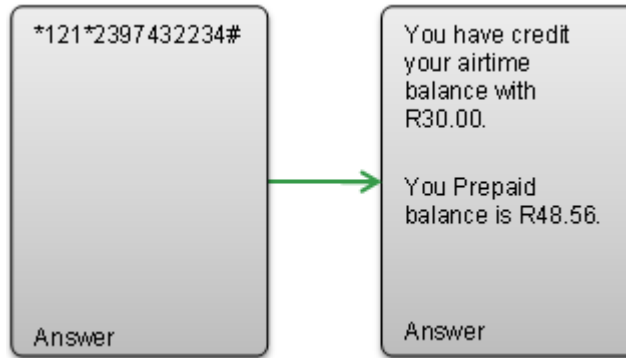 *121*2397432234#
Answer
You have credit
your airtime
balance with
R30.00.
You Prepaid
balance is R48.56.
Answer